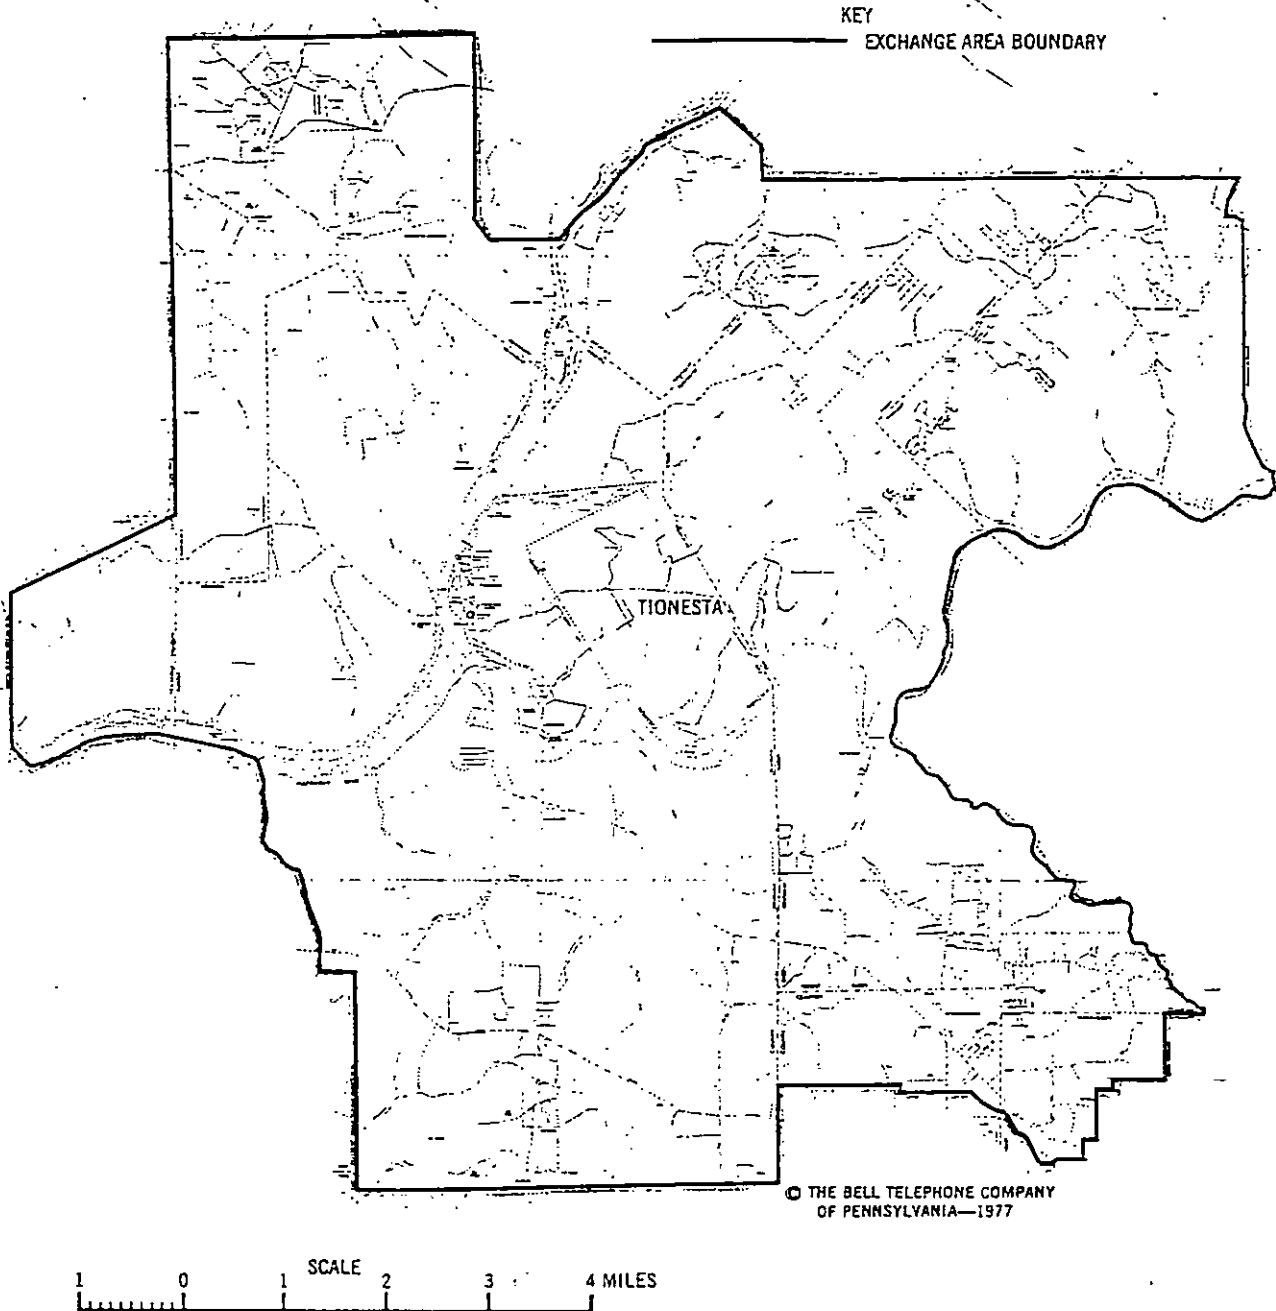 KEY
EXCHANGE AREA BOUNDARY
TIONESTA
© THE BELL TELEPHONE COMPANY
OF PENNSYLVANIA—1977
SCALE
1 0 1 2 3 4 MILES